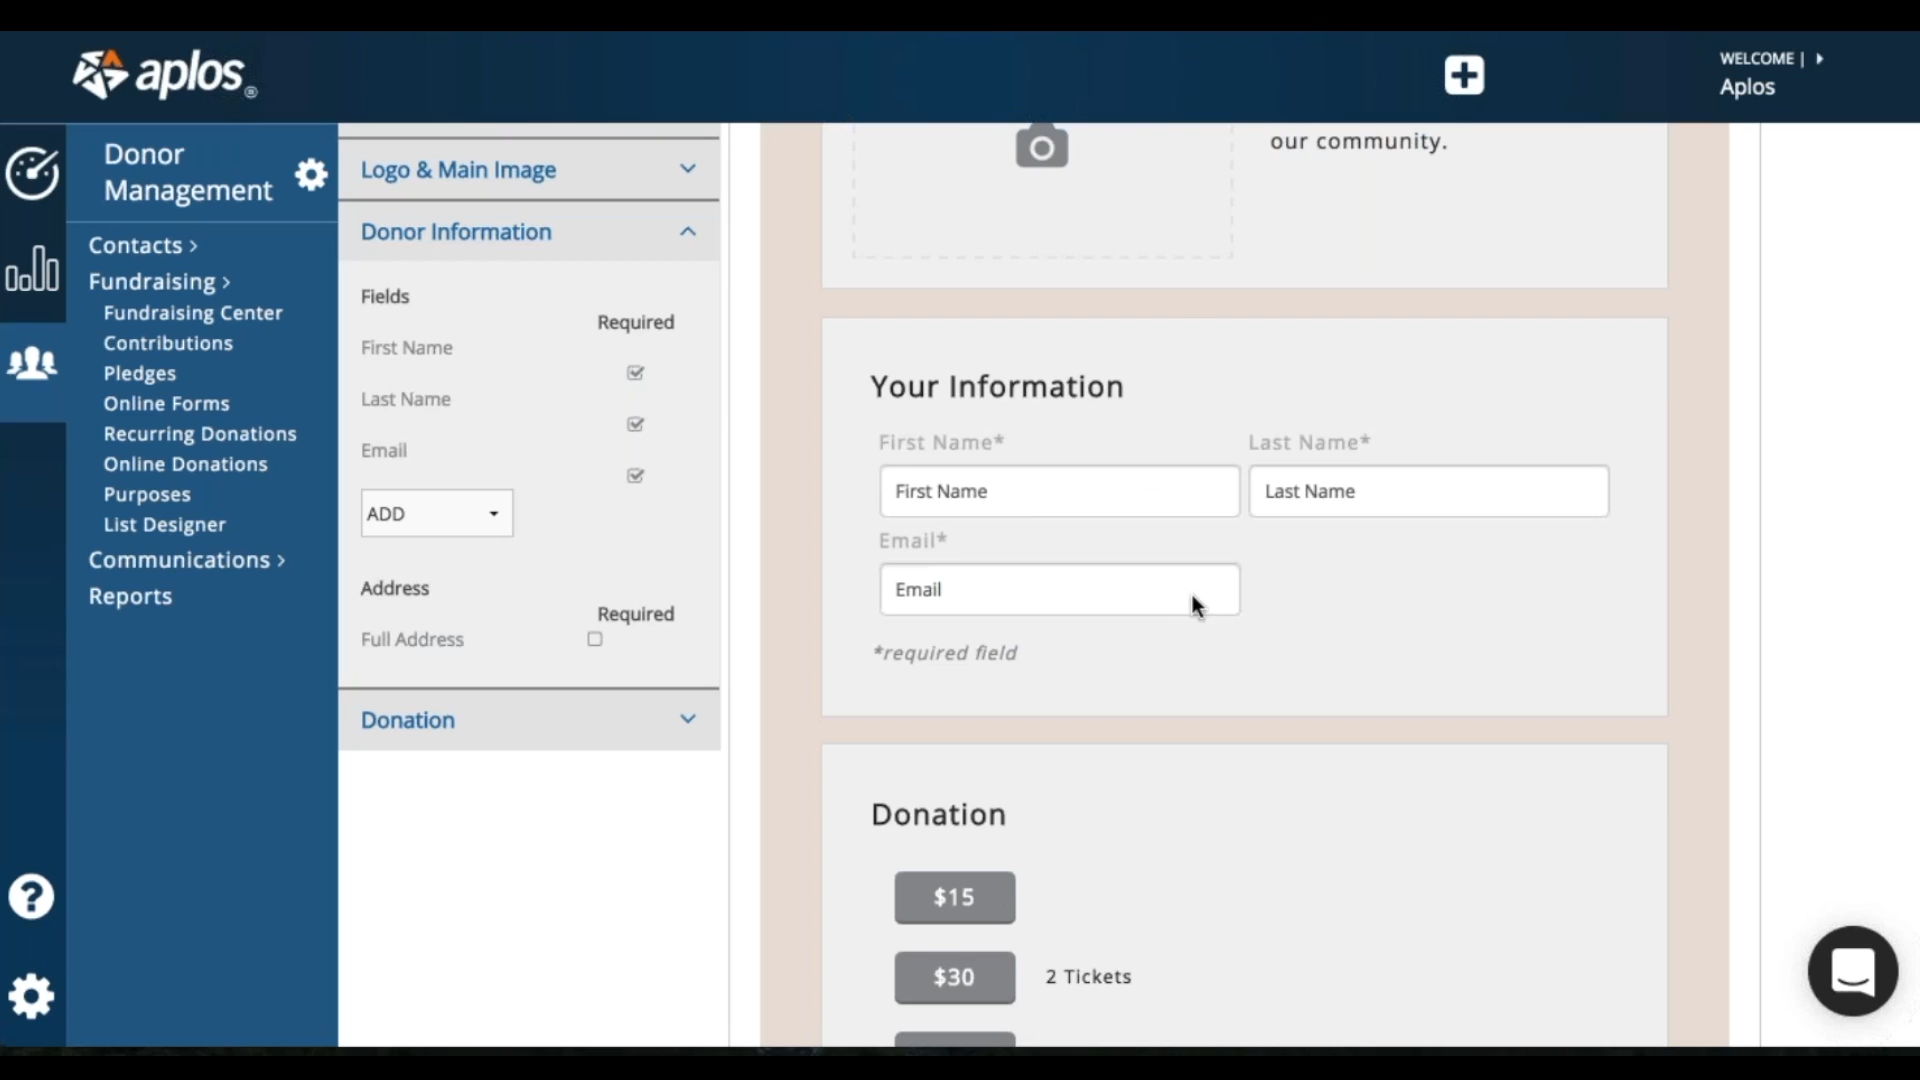 aplos®
WELCOME |
Aplos
Donor
Management
Contacts >
Fundraising >
Fundraising Center
Contributions
Pledges
Online Forms
Recurring Donations
Online Donations
Purposes
List Designer
Communications >
Reports
?
Logo & Main Image
Donor Information
Fields
Required
First Name
Last Name
Email
ADD
Address
Required
Full Address
Donation
our community.
Your Information
First Name* Last Name*
First Name Last Name
Email*
Email
*required field
Donation
$15
$30 2 Tickets